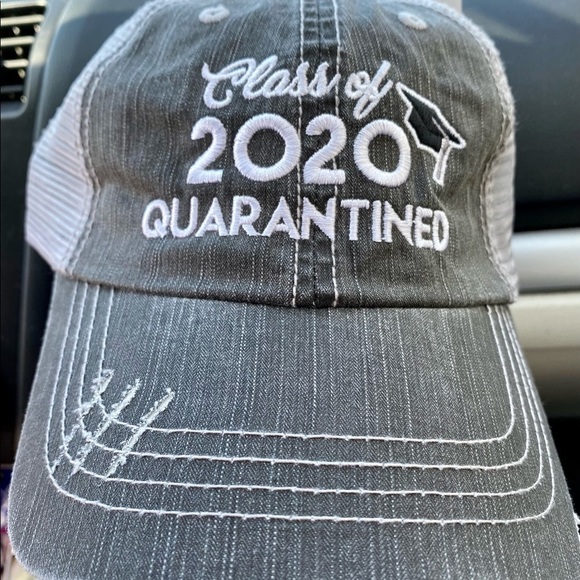 Class of
2020
QUARANTINED